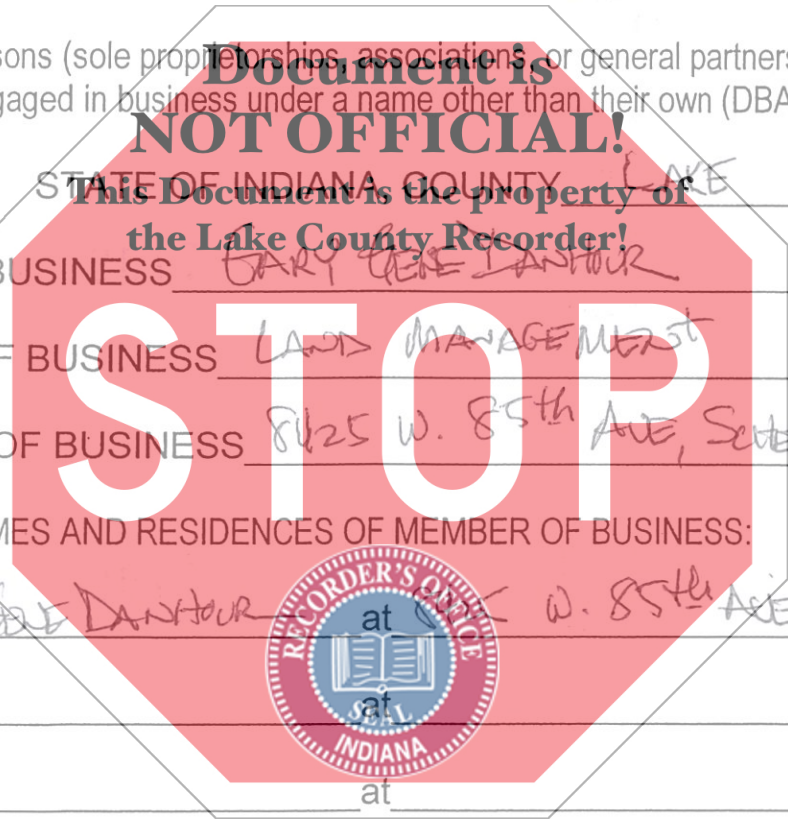 sons (sole proprietorships, associations, or general partners
Document is
gaged in business under a name other than their own (DBA
NOT OFFICIAL!
STATE OF INDIANA, COUNTY LAKE
This Document is the property of
the Lake County Recorder!
BUSINESS GARY GENE DANHOUR
F BUSINESS LAND MANAGEMENT
OF BUSINESS W. 85th AVE,
MES AND RESIDENCES OF MEMBER OF BUSINESS:
DANHOUR at W. 85th AVE
at
at
STOP
RECORDER'S OFFICE
SEAL
INDIANA